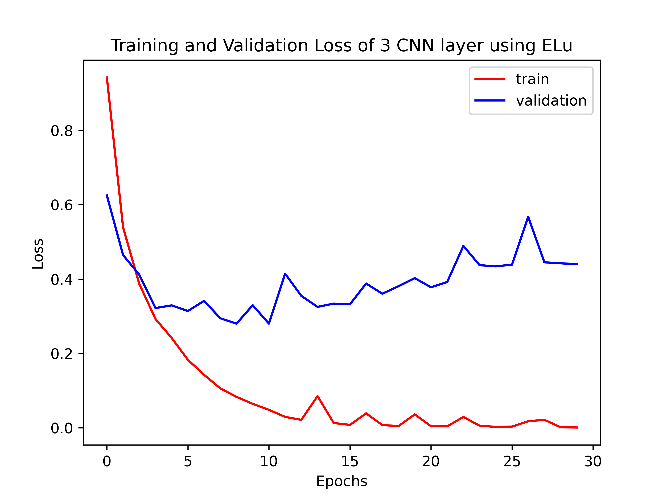 Training and Validation Loss of 3 CNN layer using ELu
train
validation
Loss
0.8
0.6
0.4
0.2
0.0
0 5 10 15 20 25 30
Epochs